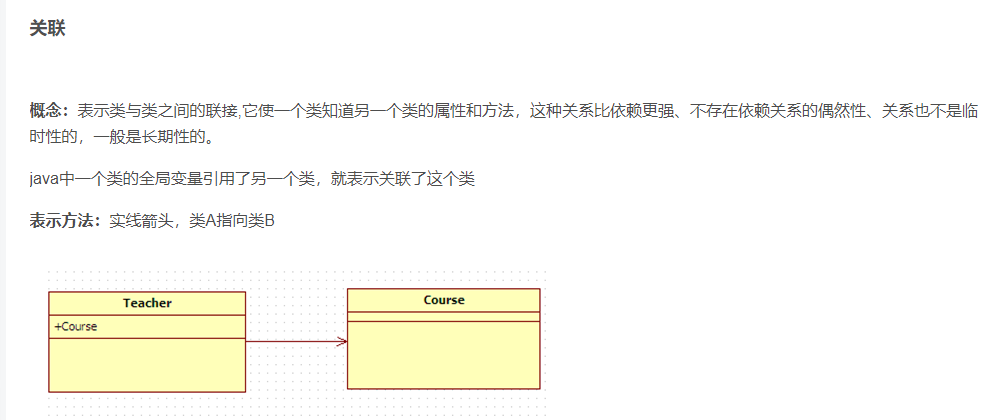 关联
概念：表示类与类之间的联接,它使一个类知道另一个类的属性和方法，这种关系比依赖更强、不存在依赖关系的偶然性、关系也不是临
时性的，一般是长期性的。
java中一个类的全局变量引用了另一个类，就表示关联了这个类
表示方法：实线箭头，类A指向类B
Teacher
+Course
Course